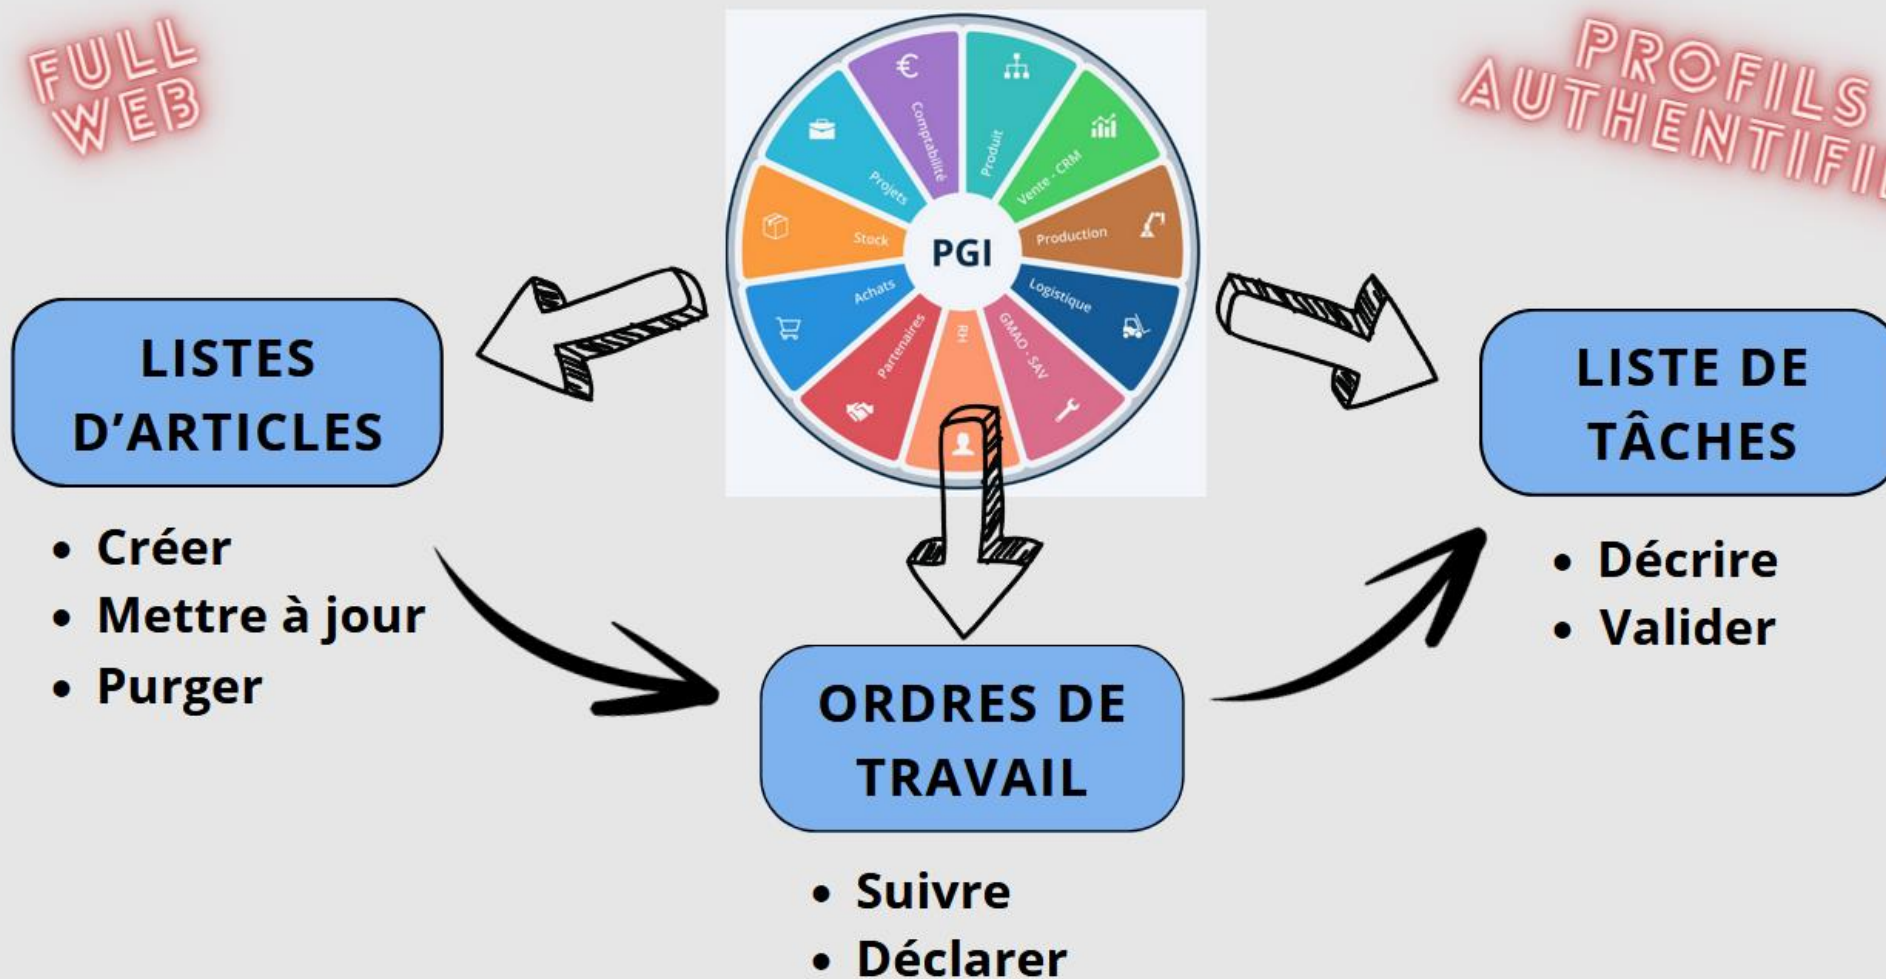 FULL
WEB
PROFILS
€
Comptabilité
Produit
Vente - CRM
Production
Logistique
GMAO - SAV
RH
Partenaires
Achats
Stock
Projets
PGI
LISTES
D’ARTICLES
• Créer
• Mettre à jour
• Purger
ORDRES DE
TRAVAIL
• Suivre
• Déclarer
LISTE DE
TÂCHES
• Décrire
• Valider